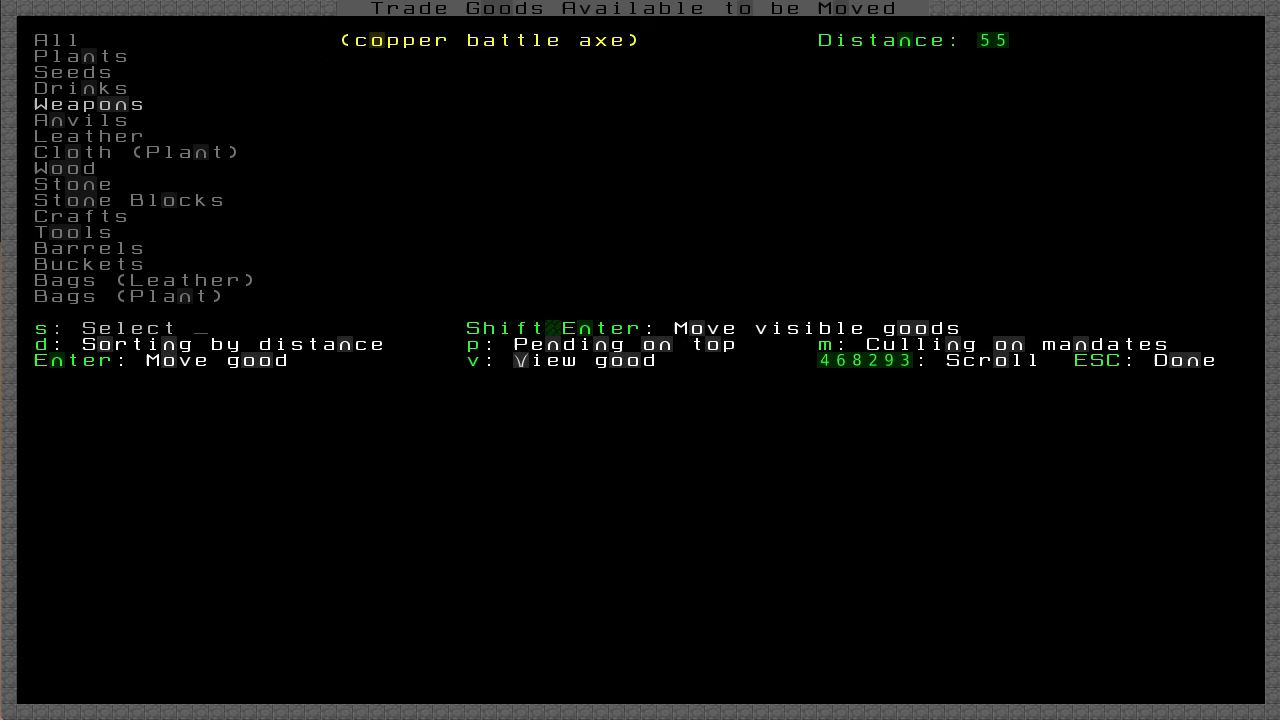 Trade Goods Available to be Moved
All (copper battle axe) Distance: 55
Plants
Seeds
Drinks
Weapons
Anvils
Leather
Cloth (Plant)
Wood
Stone
Stone Blocks
Crafts
Tools
Barrels
Buckets
Bags (Leather)
Bags (Plant)
s: Select _ Shift Enter: Move visible goods
d: Sorting by distance p: Pending on top m: Culling on mandates
Enter: Move good v: View good 468293: Scroll ESC: Done